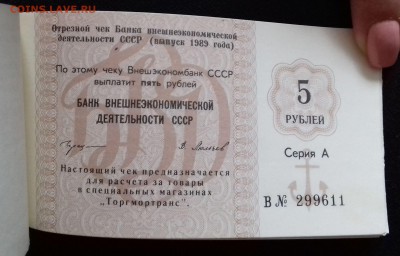 COINS.LAVE.RU
Отрезной чек Банка внешнеэкономической
деятельности СССР (выпуск 1989 года)
По этому чеку Внешэкономбанк СССР
выплатит пять рублей
БАНК ВНЕШНЕЭКОНОМИЧЕСКОЙ
ДЕЯТЕЛЬНОСТИ СССР
Настоящий чек предназначается
для расчета за товары
в специальных магазинах
"Торгмортранс".
5
РУБЛЕЙ
Серия А
В № 299611